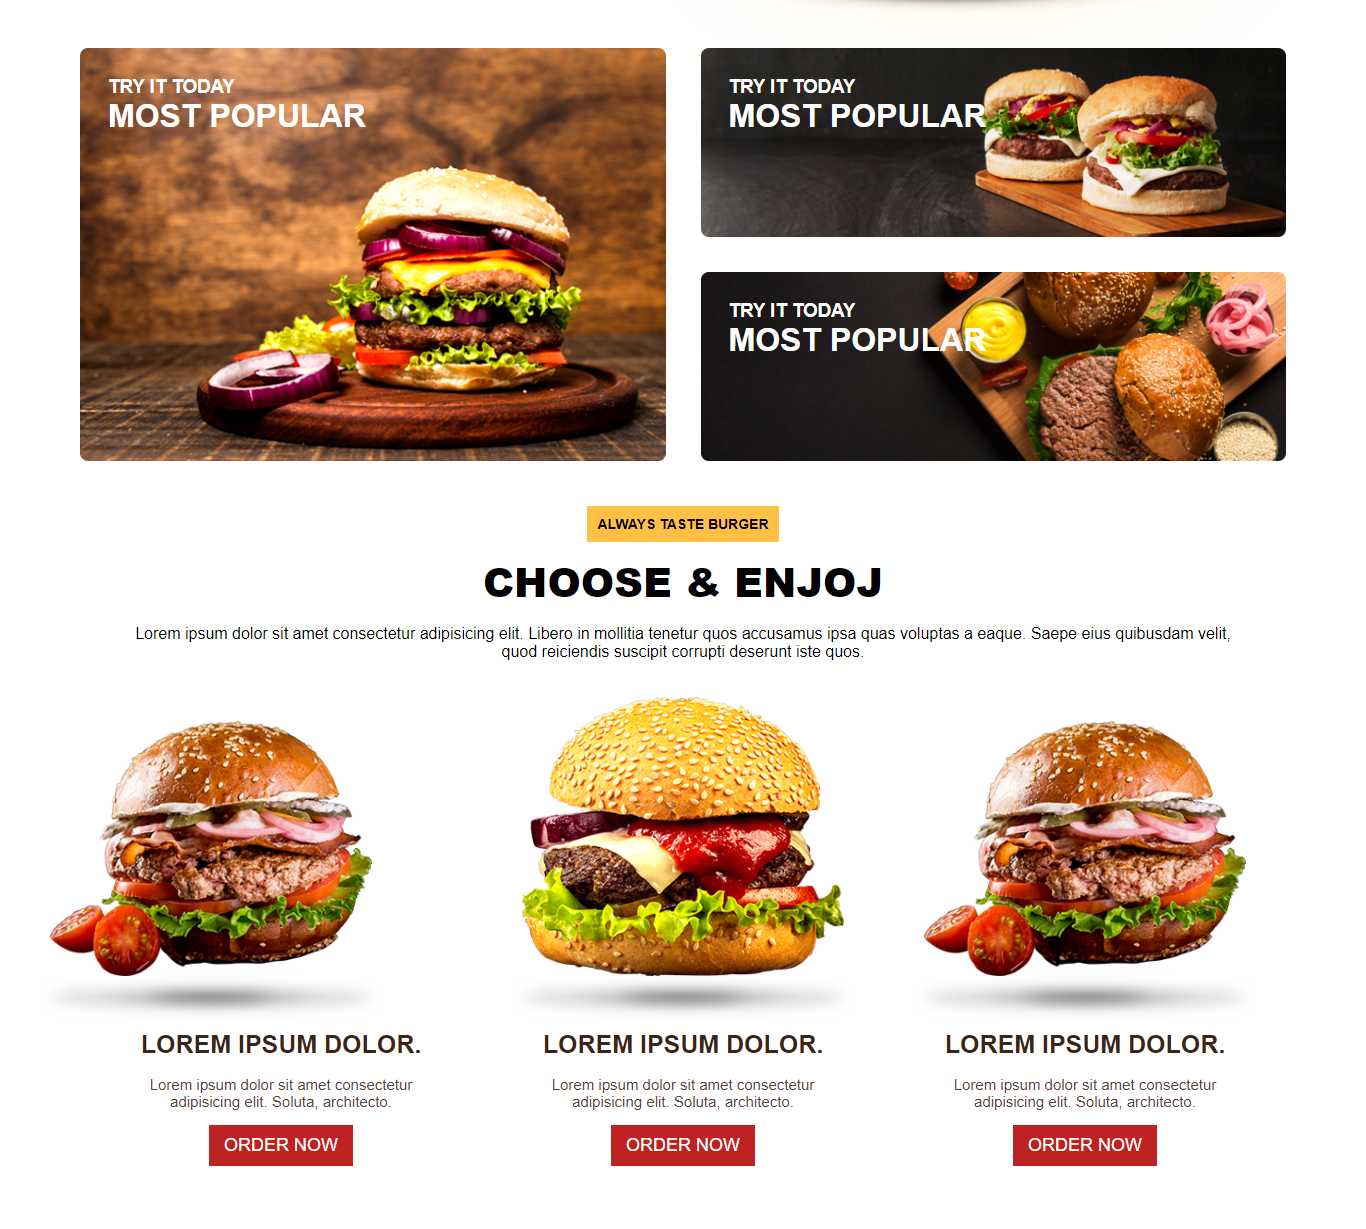 TRY IT TODAY
MOST POPULAR
TRY IT TODAY
MOST POPULAR
TRY IT TODAY
MOST POPULAR
ALWAYS TASTE BURGER
CHOOSE & ENJOJ
Lorem ipsum dolor sit amet consectetur adipisicing elit. Libero in mollitia tenetur quos accusamus ipsa quas voluptas a eaque. Saepe eius quibusdam velit,
quod reiciendis suscipit corrupti deserunt iste quos.
LOREM IPSUM DOLOR.
Lorem ipsum dolor sit amet consectetur
adipisicing elit. Soluta, architecto.
ORDER NOW
LOREM IPSUM DOLOR.
Lorem ipsum dolor sit amet consectetur
adipisicing elit. Soluta, architecto.
ORDER NOW
LOREM IPSUM DOLOR.
Lorem ipsum dolor sit amet consectetur
adipisicing elit. Soluta, architecto.
ORDER NOW